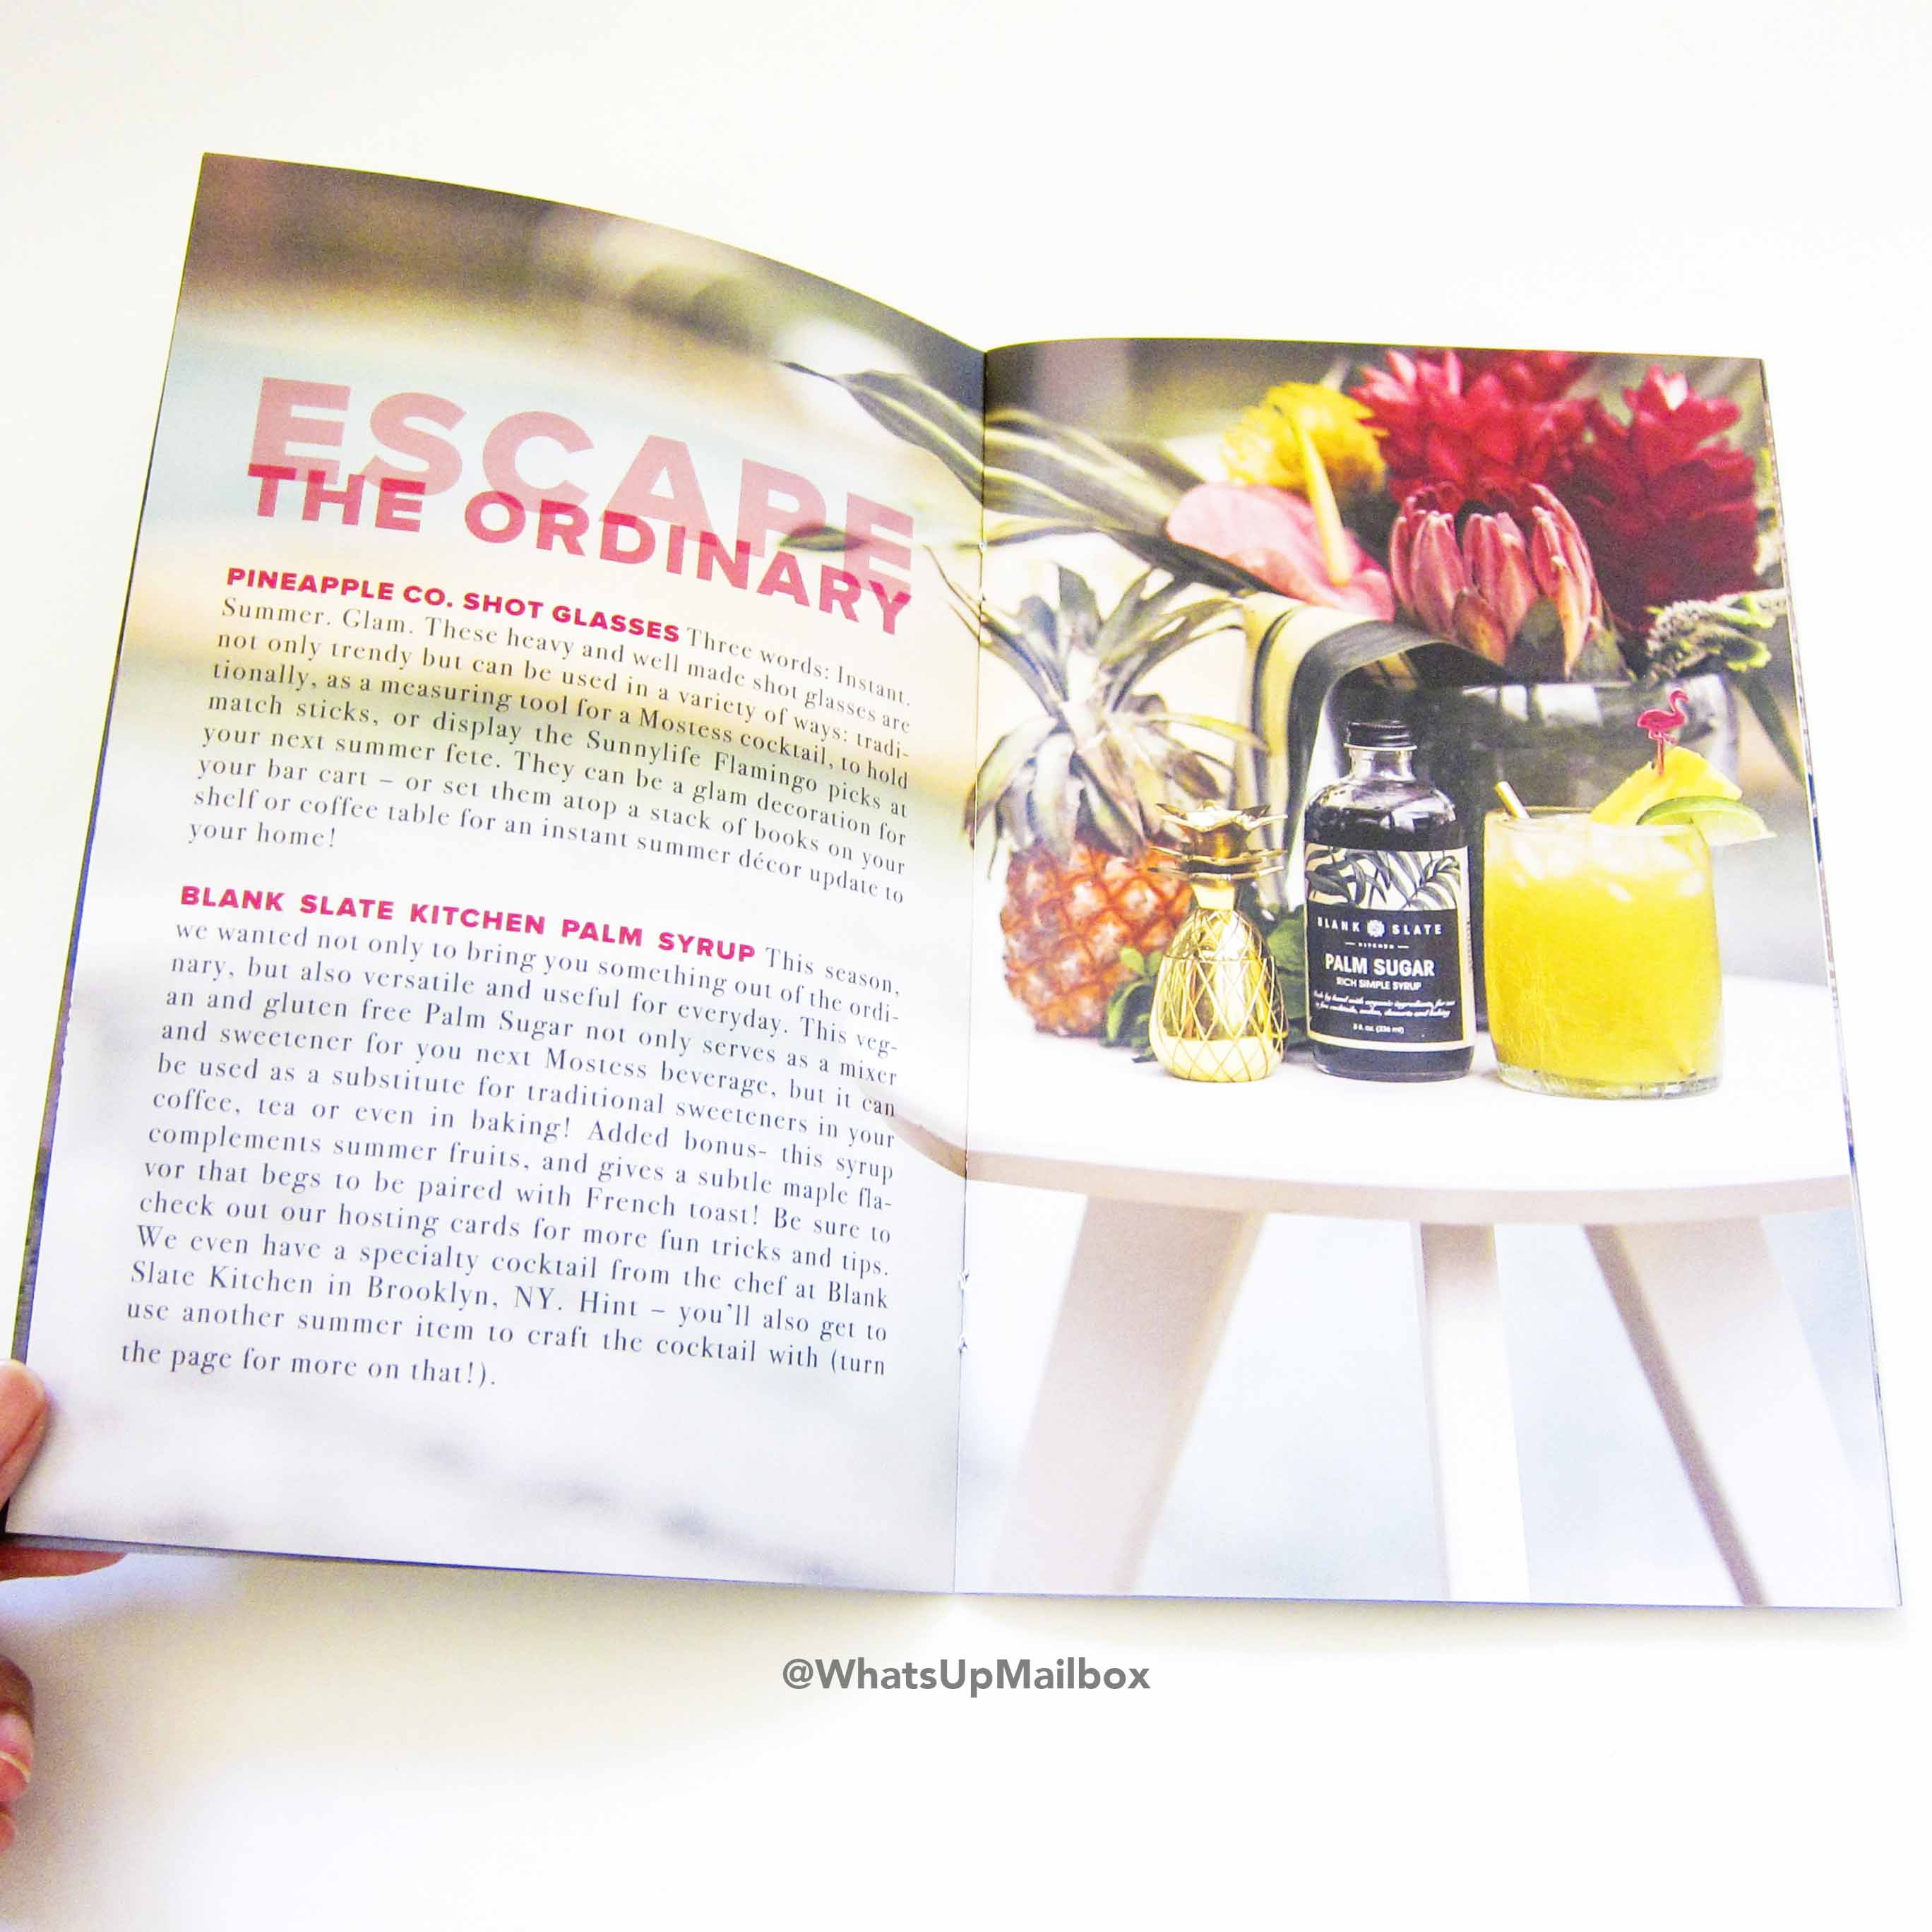 ESCAPE
THE ORDINARY
PINEAPPLE CO. SHOT GLASSES Three words: Instant.
Summer. Glam. These heavy and well made shot glasses are
not only trendy but can be used in a variety of ways: tradi-
tionally, as a measuring tool for a Mostess cocktail, to hold
match sticks, or display the Sunnylife Flamingo picks at
your next summer fete. They can be a glam decoration for
your bar cart – or set them atop a stack of books on your
shelf or coffee table for an instant summer décor update to
your home!
BLANK SLATE KITCHEN PALM SYRUP This season,
we wanted not only to bring you something out of the ordi-
nary, but also versatile and useful for everyday. This veg-
an and gluten free Palm Sugar not only serves as a mixer
and sweetener for you next Mostess beverage, but it can
be used as a substitute for traditional sweeteners in your
coffee, tea or even in baking! Added bonus- this syrup
complements summer fruits, and gives a subtle maple fla-
vor that begs to be paired with French toast! Be sure to
check out our hosting cards for more fun tricks and tips.
We even have a specialty cocktail from the chef at Blank
Slate Kitchen in Brooklyn, NY. Hint – you’ll also get to
use another summer item to craft the cocktail with (turn
the page for more on that!).
BLANK SLATE
KITCHEN
PALM SUGAR
RICH SIMPLE SYRUP
8 fl. oz. (236 ml)
@WhatsUpMailbox